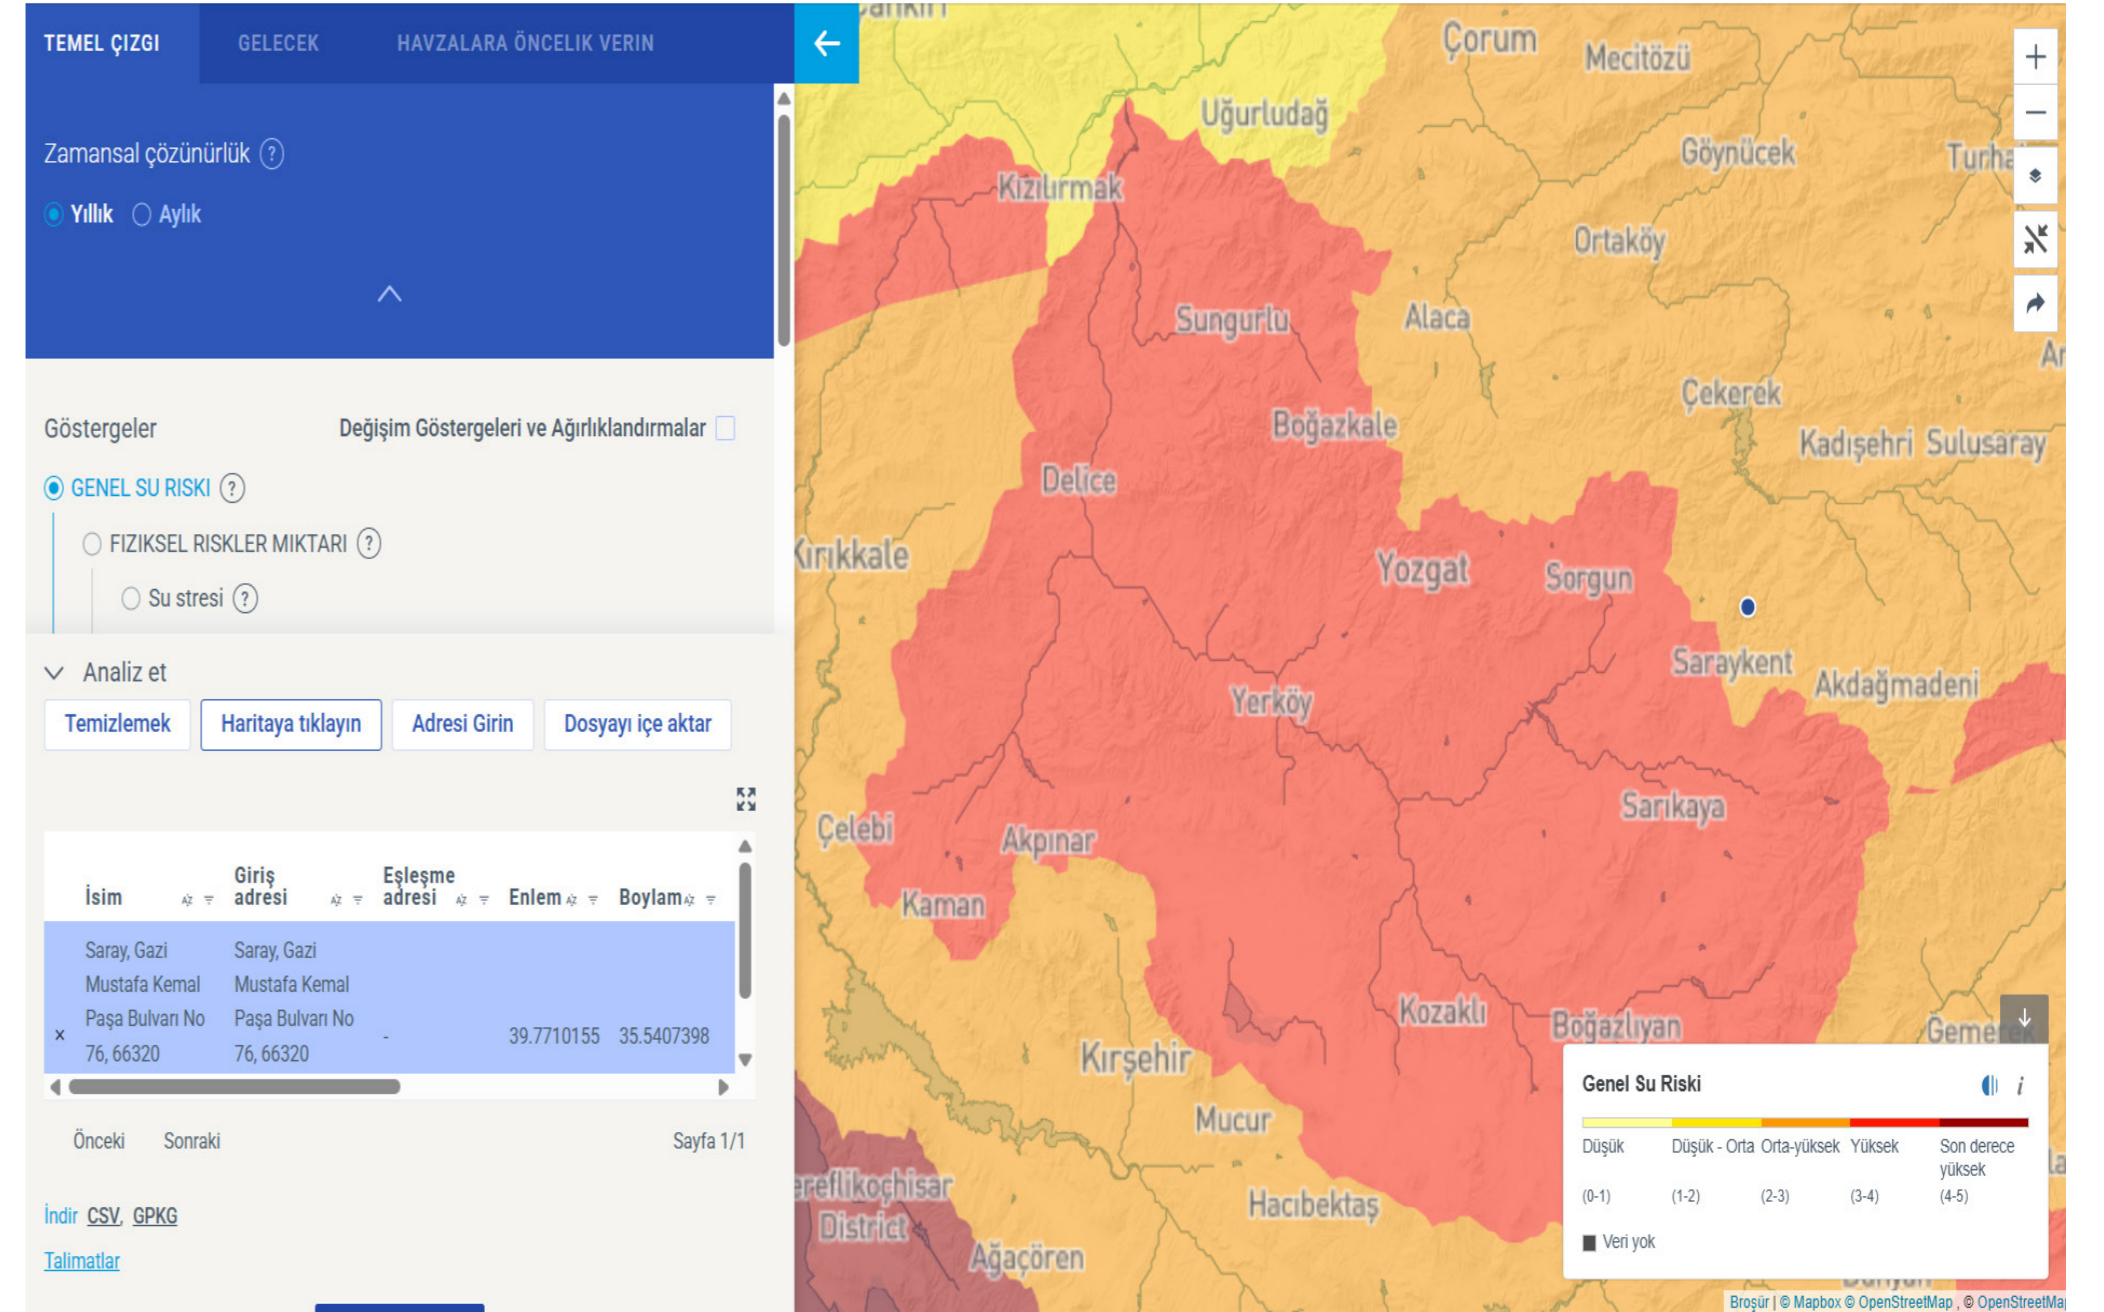 TEMEL ÇIZGI
GELECEK
HAVZALARA ÖNCELIK VERIN
Zamansal çözünürlük ?
Yıllık
Aylık
Göstergeler
Değişim Göstergeleri ve Ağırlıklandırmalar
GENEL SU RISKI ?
FIZIKSEL RISKLER MIKTARI ?
Su stresi ?
Analiz et
Temizlemek
Haritaya tıklayın
Adresi Girin
Dosyayı içe aktar
İsim
Giriş
adresi
Eşleşme
adresi
Enlem
Boylam
Saray, Gazi
Mustafa Kemal
Paşa Bulvarı No
76, 66320
Saray, Gazi
Mustafa Kemal
Paşa Bulvarı No
76, 66320
-
39.7710155
35.5407398
Önceki
Sonraki
Sayfa 1/1
İndir CSV, GPKG
Talimatlar
Çorum
Mecitözü
Uğurludağ
Göynücek
Kızılırmak
Ortaköy
Sungurlu
Alaca
Çekerek
Boğazkale
Kadışehri
Sulusaray
Delice
Kırıkkale
Yozgat
Sorgun
Saraykent
Akdağmadeni
Yerköy
Sarıkaya
Çelebi
Akpınar
Kaman
Kozaklı
Boğazlıyan
Kırşehir
Mucur
Hacıbektaş
District
Ağaçören
Genel Su Riski
i
Düşük
Düşük - Orta
Orta-yüksek
Yüksek
Son derece
yüksek
(0-1)
(1-2)
(2-3)
(3-4)
(4-5)
Veri yok
Broşür | © Mapbox © OpenStreetMap , © OpenStreetMa